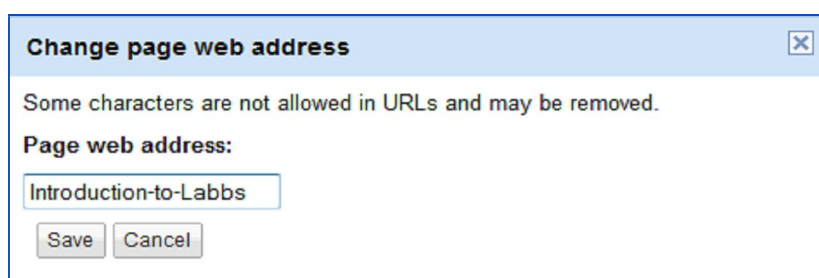 Change page web address
Some characters are not allowed in URLs and may be removed.
Page web address:
Introduction-to-Labbs
Save Cancel